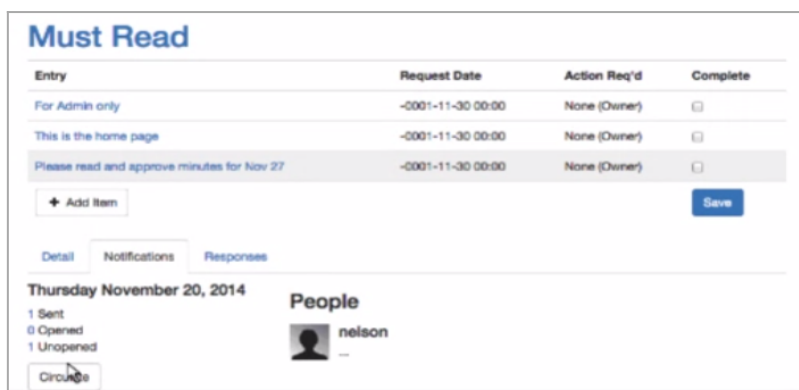 Must Read
Entry Request Date Action Req'd Complete
For Admin only -0001-11-30 00:00 None (Owner)
This is the home page -0001-11-30 00:00 None (Owner)
Please read and approve minutes for Nov 27 -0001-11-30 00:00 None (Owner)
+ Add Item Save
Detail Notifications Responses
Thursday November 20, 2014
1 Sent
0 Opened
1 Unopened
Circulate
People
nelson
...